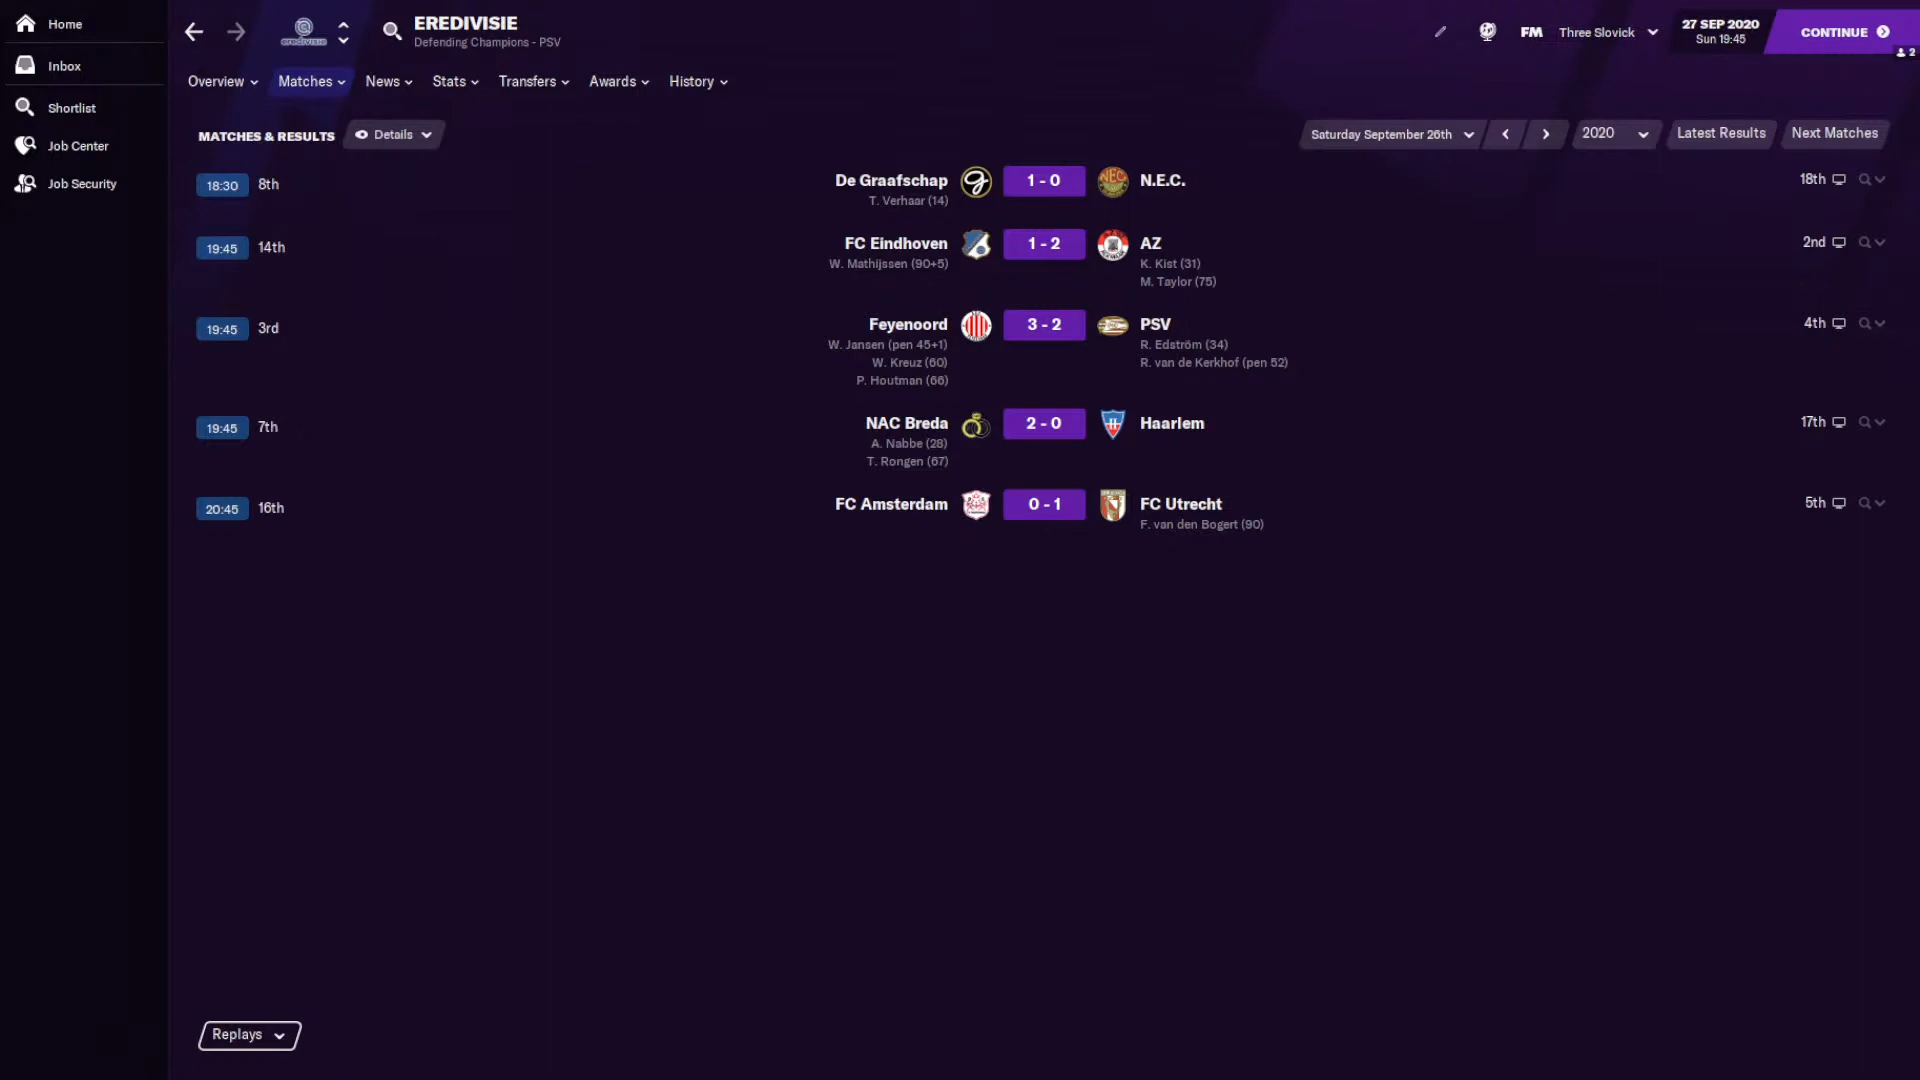 Home
Inbox
Shortlist
Job Center
Job Security
EREDIVISIE
Defending Champions - PSV
FM Three Slovick
27 SEP 2020
Sun 19:45
CONTINUE
2
Overview Matches News Stats Transfers Awards History
MATCHES & RESULTS Details
Saturday September 26th 2020 Latest Results Next Matches
18:30 8th De Graafschap 1 - 0 N.E.C. 18th
T. Verhaar (14)
19:45 14th FC Eindhoven 1 - 2 AZ 2nd
W. Mathijssen (90+5) K. Kist (31)
M. Taylor (75)
19:45 3rd Feyenoord 3 - 2 PSV 4th
W. Jansen (pen 45+1) R. Edström (34)
W. Kreuz (60) R. van de Kerkhof (pen 52)
P. Houtman (66)
19:45 7th NAC Breda 2 - 0 Haarlem 17th
A. Nabbe (28)
T. Rongen (67)
20:45 16th FC Amsterdam 0 - 1 FC Utrecht 5th
F. van den Bogert (90)
Replays